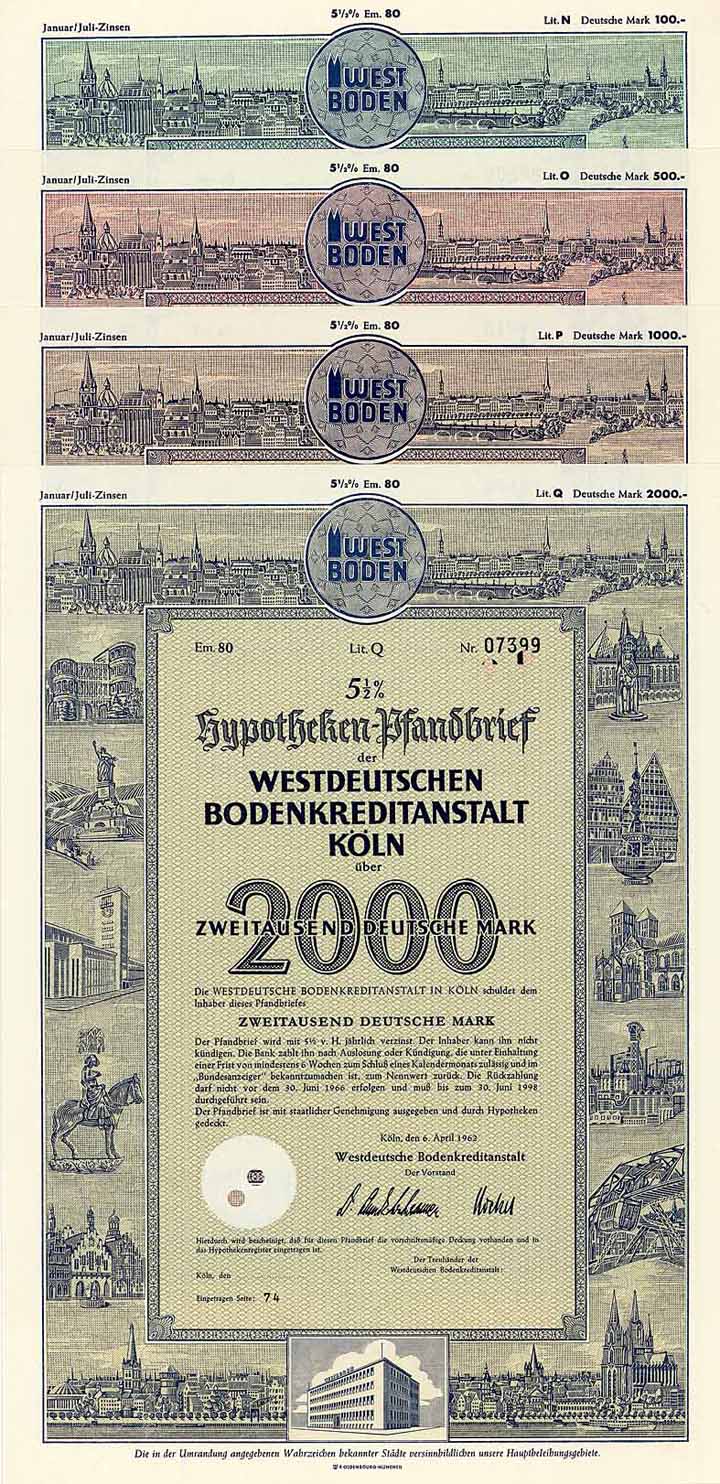 5½% Em. 80
Januar/Juli-Zinsen
Lit. N Deutsche Mark 100.-
WEST
BODEN
5½% Em. 80
Januar/Juli-Zinsen
Lit. O Deutsche Mark 500.-
WEST
BODEN
5½% Em. 80
Januar/Juli-Zinsen
Lit. P Deutsche Mark 1000.-
WEST
BODEN
5½% Em. 80
Januar/Juli-Zinsen
Lit. Q Deutsche Mark 2000.-
WEST
BODEN
Em. 80 Lit. Q Nr. 07399
5½%
Hypotheken-Pfandbrief
der
WESTDEUTSCHEN
BODENKREDITANSTALT
KÖLN
über
2000
ZWEITAUSEND DEUTSCHE MARK
Die WESTDEUTSCHE BODENKREDITANSTALT IN KÖLN schuldet dem
Inhaber dieses Pfandbriefes
ZWEITAUSEND DEUTSCHE MARK
Der Pfandbrief wird mit 5½ v. H. jährlich verzinst. Der Inhaber kann ihn nicht
kündigen. Die Bank zahlt ihn nach Auslosung oder Kündigung, die unter Einhaltung
einer Frist von mindestens 6 Wochen zum Schluß eines Kalendermonats zulässig und im
„Bundesanzeiger" bekanntzumachen ist, zum Nennwert zurück. Die Rückzahlung
darf nicht vor dem 30. Juni 1966 erfolgen und muß bis zum 30. Juni 1998
durchgeführt sein.
Der Pfandbrief ist mit staatlicher Genehmigung ausgegeben und durch Hypotheken
gedeckt.
Köln, den 6. April 1962
Westdeutsche Bodenkreditanstalt
Der Vorstand
Hierdurch wird bescheinigt, daß für diesen Pfandbrief die vorschriftsmäßige Deckung vorhanden und in
das Hypothekenregister eingetragen ist.
Der Treuhänder der
Westdeutschen Bodenkreditanstalt:
Köln, den
Eingetragen Seite: 74
Die in der Umrandung angegebenen Wahrzeichen bekannter Städte versinnbildlichen unsere Hauptbeleihungsgebiete.
R·OLDENBOURG·MÜNCHEN